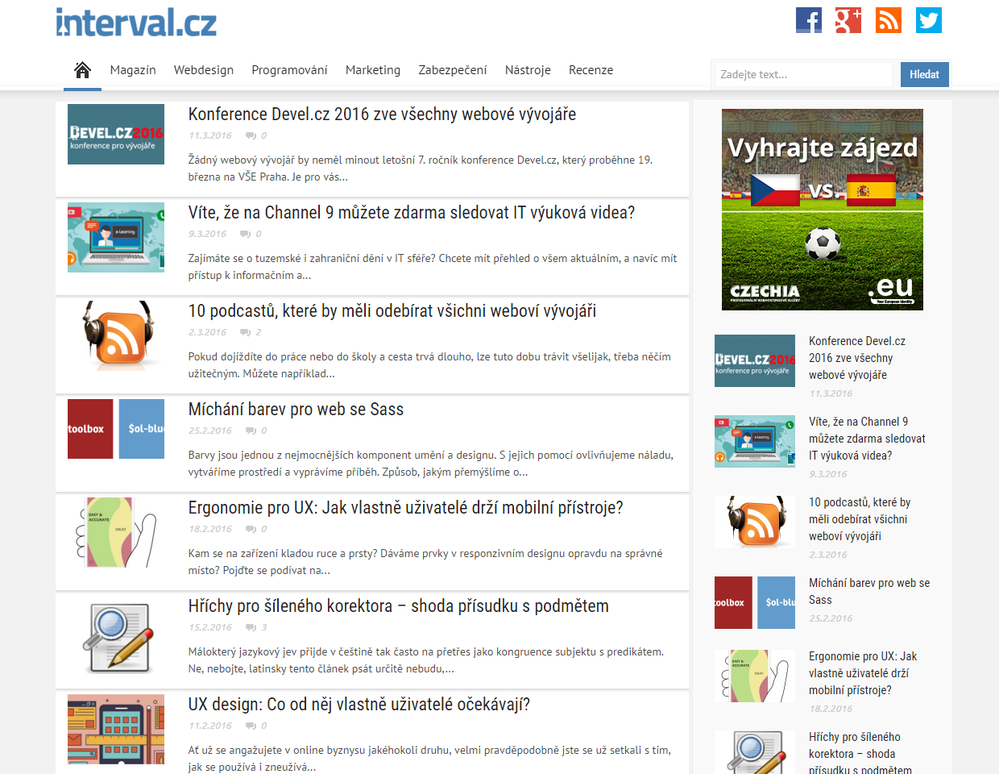 interval.cz
Magazín Webdesign Programování Marketing Zabezpečení Nástroje Recenze
Zadejte text... Hledat
DEVEL.CZ2016
konference pro vývojáře
Konference Devel.cz 2016 zve všechny webové vývojáře
11.3.2016 0
Žádný webový vývojář by neměl minout letošní 7. ročník konference Devel.cz, který proběhne 19.
března na VŠE Praha. Je pro vás...
e-learning
Víte, že na Channel 9 můžete zdarma sledovat IT výuková videa?
9.3.2016 0
Zajímáte se o tuzemské i zahraniční dění v IT sféře? Chcete mít přehled o všem aktuálním, a navíc mít
přístup k informačním a...
10 podcastů, které by měli odebírat všichni weboví vývojáři
2.3.2016 2
Pokud dojíždíte do práce nebo do školy a cesta trvá dlouho, lze tuto dobu trávit všelijak, třeba něčím
užitečným. Můžete například...
toolbox $ol-blu
Míchání barev pro web se Sass
25.2.2016 0
Barvy jsou jednou z nejmocnějších komponent umění a designu. S jejich pomocí ovlivňujeme náladu,
vytváříme prostředí a vyprávíme příběh. Způsob, jakým přemýšlíme o...
EASY &
ACCURATE
OKAY
Ergonomie pro UX: Jak vlastně uživatelé drží mobilní přístroje?
18.2.2016 0
Kam se na zařízení kladou ruce a prsty? Dáváme prvky v responzivním designu opravdu na správné
místo? Pojďte se podívat na...
Hříchy pro šíleného korektora – shoda přísudku s podmětem
15.2.2016 3
Málokterý jazykový jev přijde v češtině tak často na přetřes jako kongruence subjektu s predikátem.
Ne, nebojte, latinsky tento článek psát určitě nebudu,...
UX design: Co od něj vlastně uživatelé očekávají?
11.2.2016 0
Ať už se angažujete v online byznysu jakéhokoli druhu, velmi pravděpodobně jste se už setkali s tím,
jak se používá i zneužívá...
Vyhrajte zájezd
vs.
CZECHIA
PROFESIONÁLNÍ WEBHOSTINGOVÉ SLUŽBY
.eu
Your European Identity
DEVEL.CZ2016
konference pro vývojáře
Konference Devel.cz
2016 zve všechny
webové vývojáře
11.3.2016
e-learning
Víte, že na Channel 9
můžete zdarma sledovat
IT výuková videa?
9.3.2016
10 podcastů, které by
měli odebírat všichni
weboví vývojáři
2.3.2016
toolbox $ol-blu
Míchání barev pro web se
Sass
25.2.2016
EASY &
ACCURATE
OKAY
Ergonomie pro UX: Jak
vlastně uživatelé drží
mobilní přístroje?
18.2.2016
Hříchy pro šíleného
korektora – shoda
přísudku s podmětem